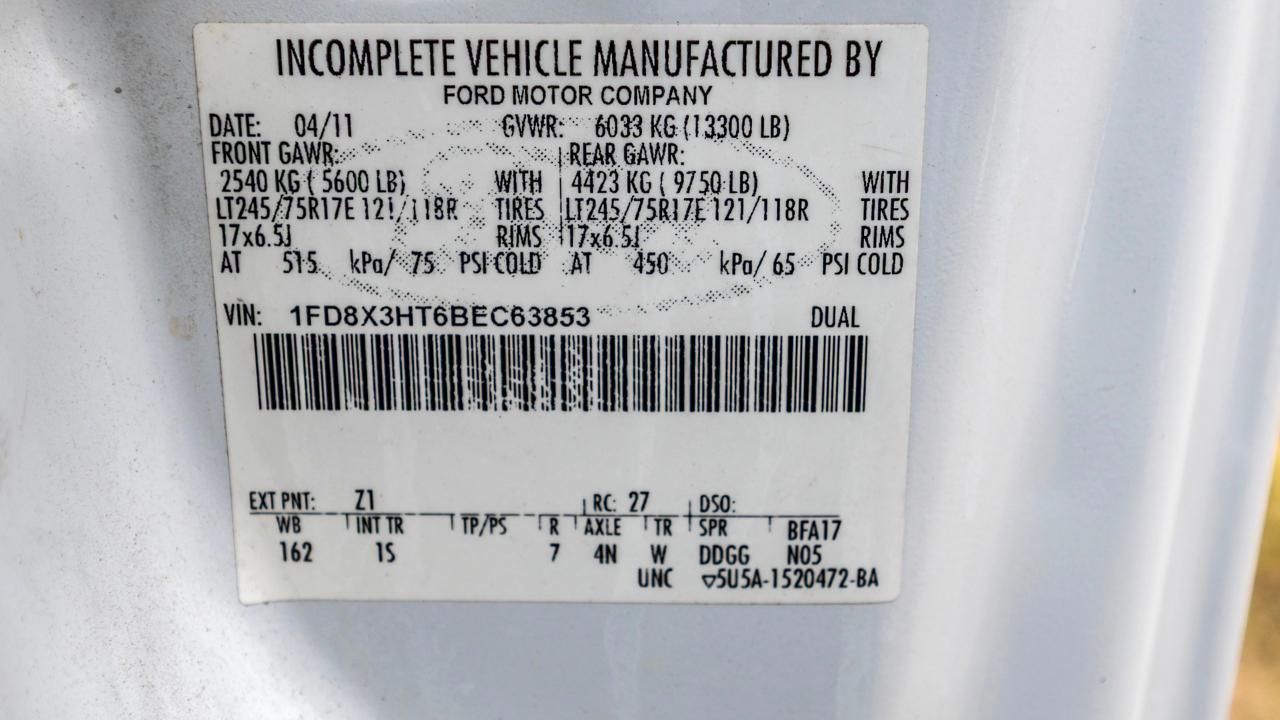 INCOMPLETE VEHICLE MANUFACTURED BY
FORD MOTOR COMPANY
DATE: 04/11 GVWR: 6033 KG (13300 LB)
FRONT GAWR: REAR GAWR:
2540 KG ( 5600 LB) WITH 4423 KG ( 9750 LB) WITH
LT245/75R17E 121/118R TIRES LT245/75R17E 121/118R TIRES
17x6.5J RIMS 17x6.5J RIMS
AT 515 kPa/ 75 PSI COLD AT 450 kPa/ 65 PSI COLD
VIN: 1FD8X3HT6BEC63853 DUAL
EXT PNT: Z1 RC: 27 DSO:
WB INT TR TP/PS R AXLE TR SPR BFA17
162 1S 7 4N W DDGG N05
UNC ▽5U5A-1520472-BA